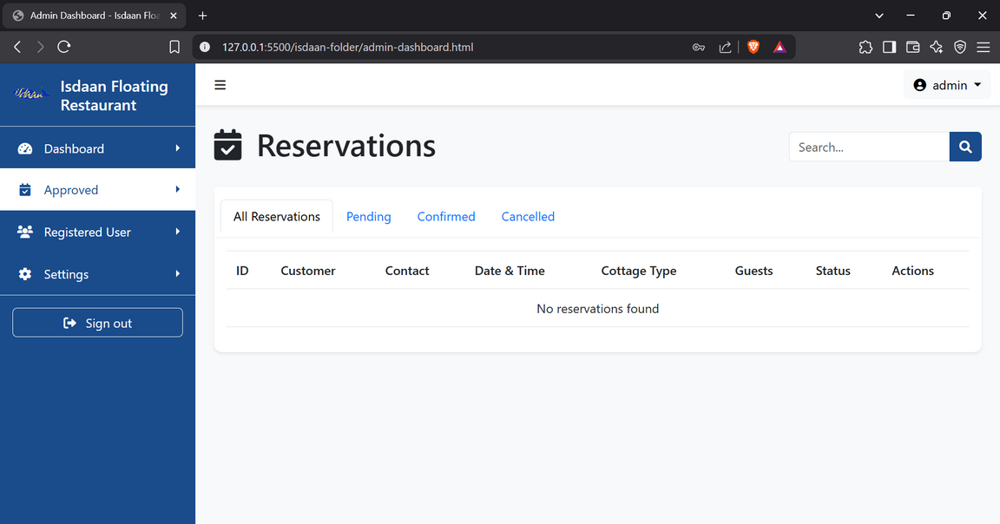 Admin Dashboard - Isdaan Floa
127.0.0.1:5500/isdaan-folder/admin-dashboard.html
Isdaan
Isdaan Floating
Restaurant
admin
Dashboard
Approved
Registered User
Settings
Sign out
Reservations
Search...
All Reservations Pending Confirmed Cancelled
ID Customer Contact Date & Time Cottage Type Guests Status Actions
No reservations found